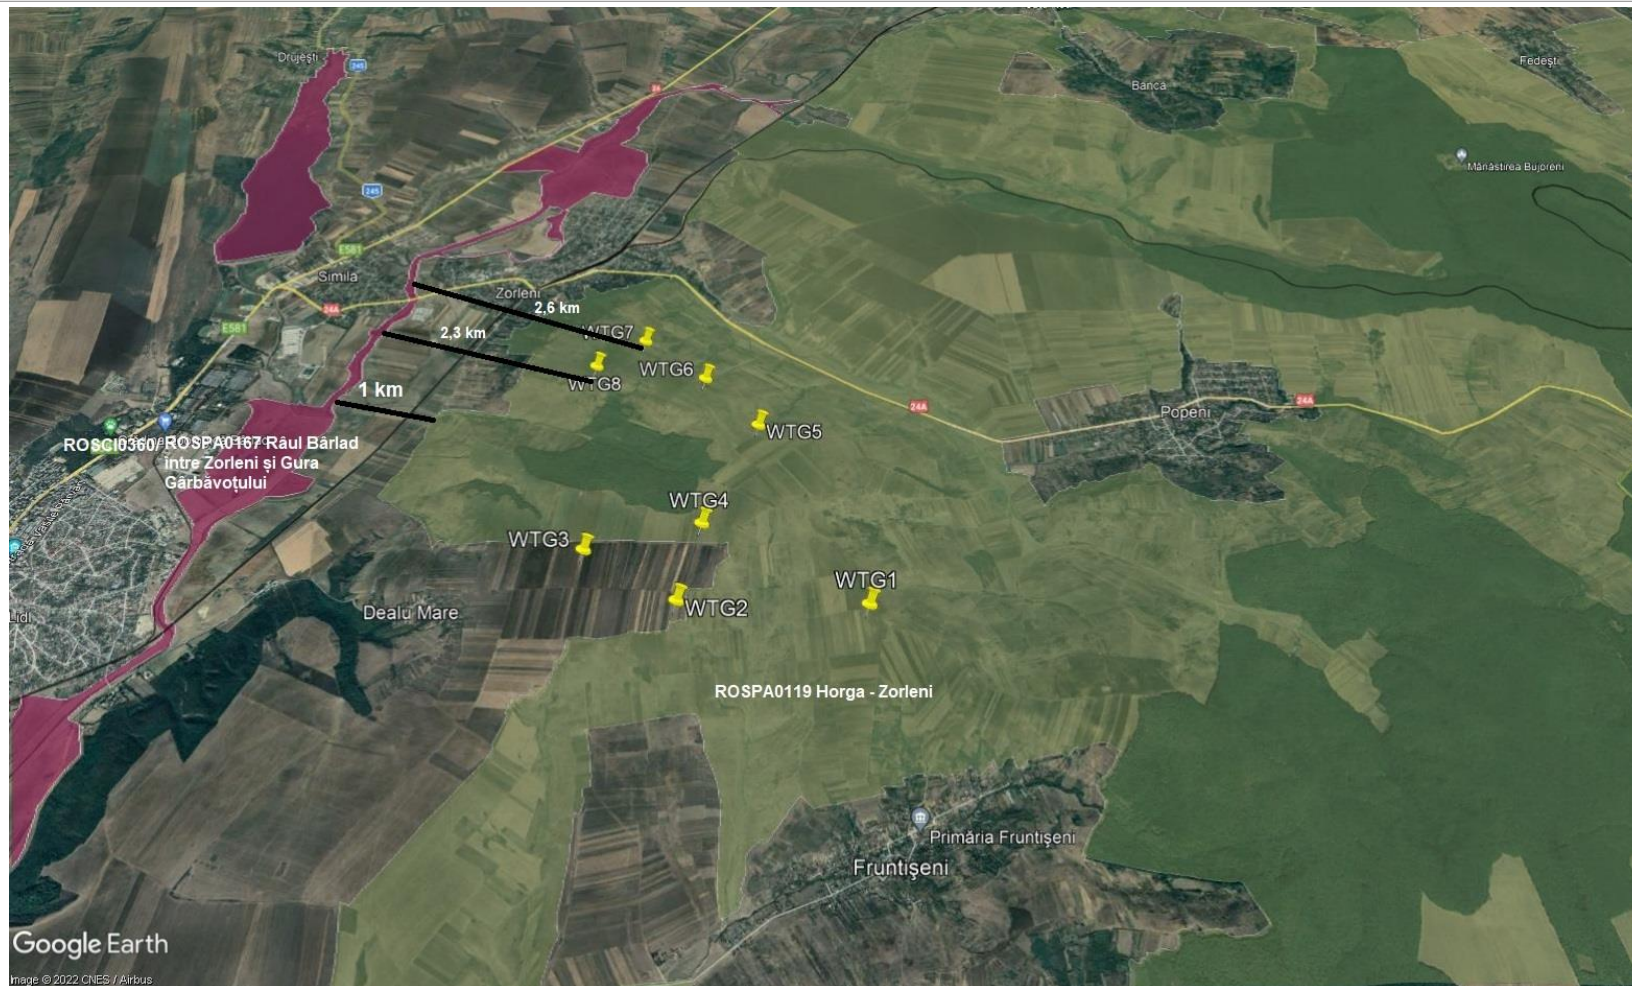 Drujești
245
E581
Banca
Fedești
245
Mănăstirea Bujoreni
E581
Simila
Zorleni
24A
2,6 km
E581
2,3 km
WTG7
WTG6
WTG8
1 km
24A
24A
Popeni
WTG5
ROSCI0360/ ROSPA0167 Râul Bârlad
între Zorleni și Gura
Gârbăvoțului
WTG4
WTG3
WTG1
WTG2
Dealu Mare
Lidl
ROSPA0119 Horga - Zorleni
Primăria Fruntișeni
Fruntișeni
Google Earth
Image © 2022 CNES / Airbus